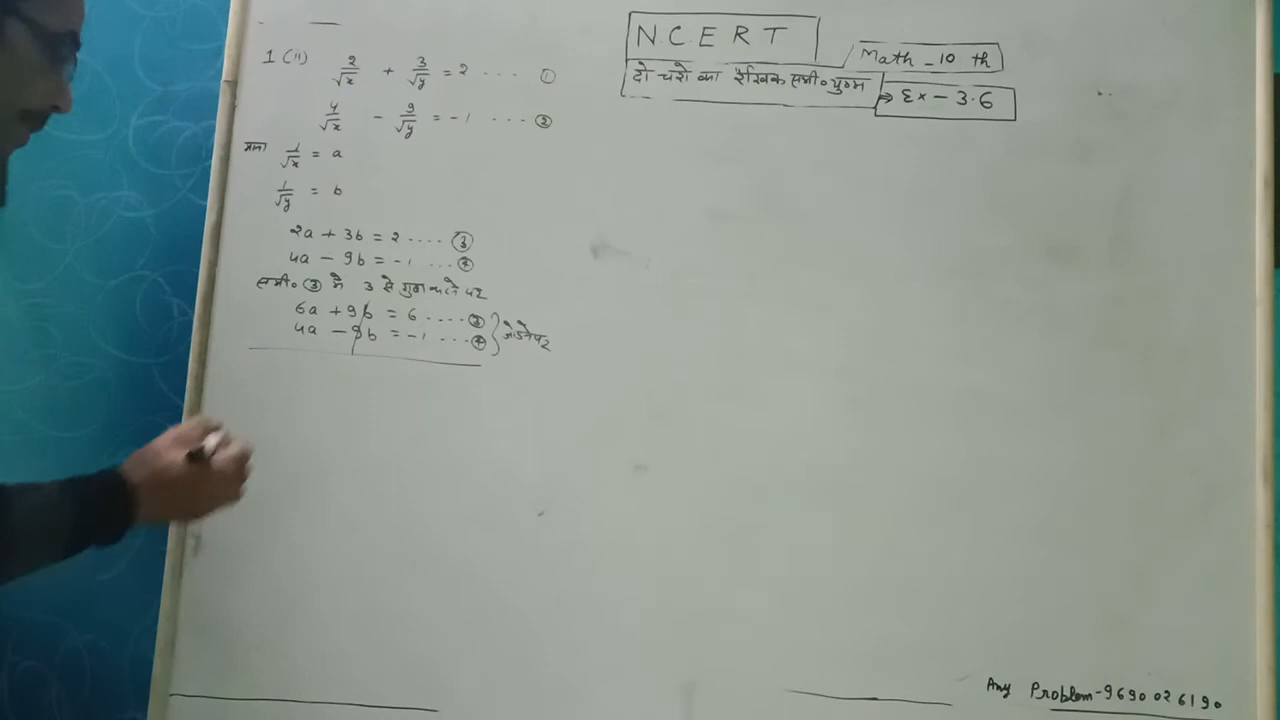 NCERT
Math - 10 th
दो चरो का रैखिक समी० युग्म
⇒ Ex - 3.6
1 (ii) 2/√x + 3/√y = 2 .... ①
4/√x - 9/√y = -1 .... ②
माना 1/√x = a
1/√y = b
2a + 3b = 2 .... ③
4a - 9b = -1 ... ④
समी० ③ मे 3 से गुणा करने पर
6a + 9b = 6 .... ③
4a - 9b = -1 ... ④ } जोडने पर
Any Problem - 9690026190